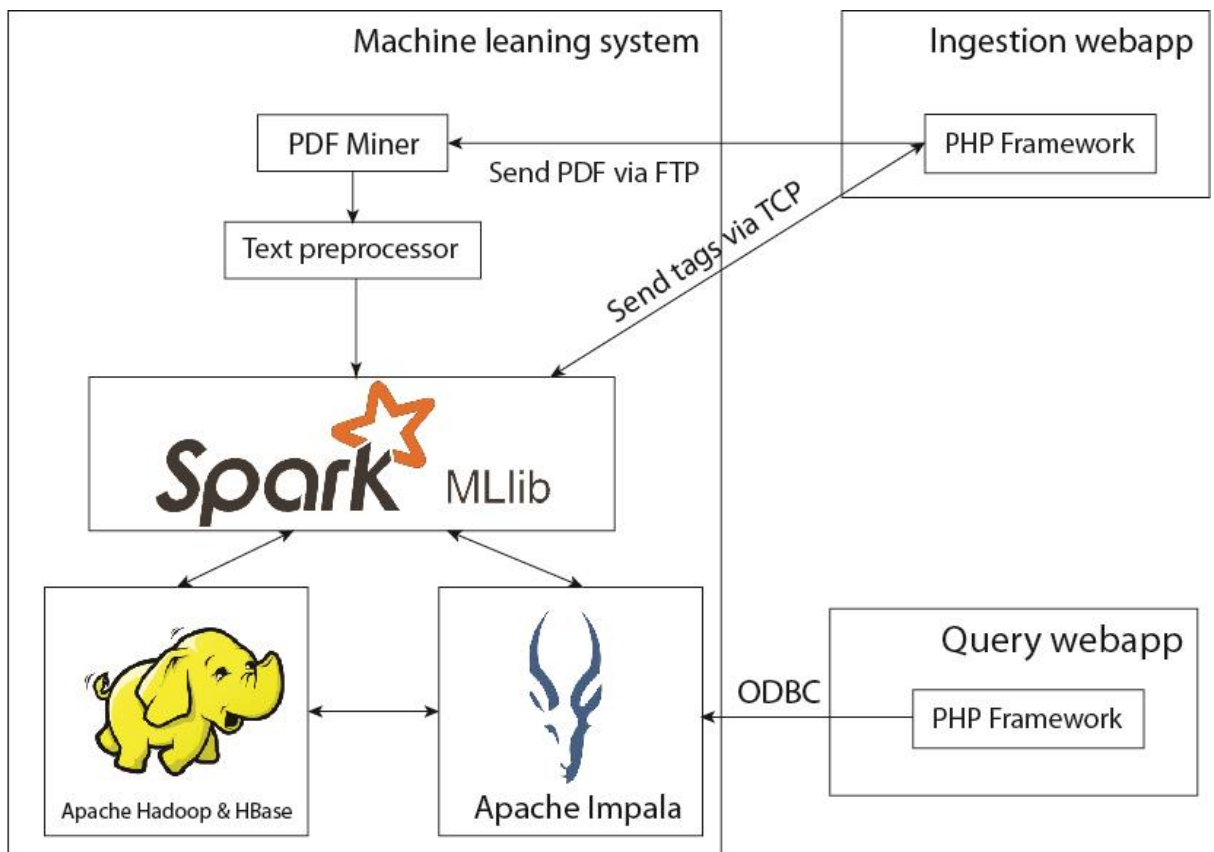 Machine leaning system
Ingestion webapp
PDF Miner
PHP Framework
Send PDF via FTP
Send tags via TCP
Text preprocessor
Spark MLlib
Query webapp
ODBC
PHP Framework
Apache Hadoop & HBase
Apache Impala